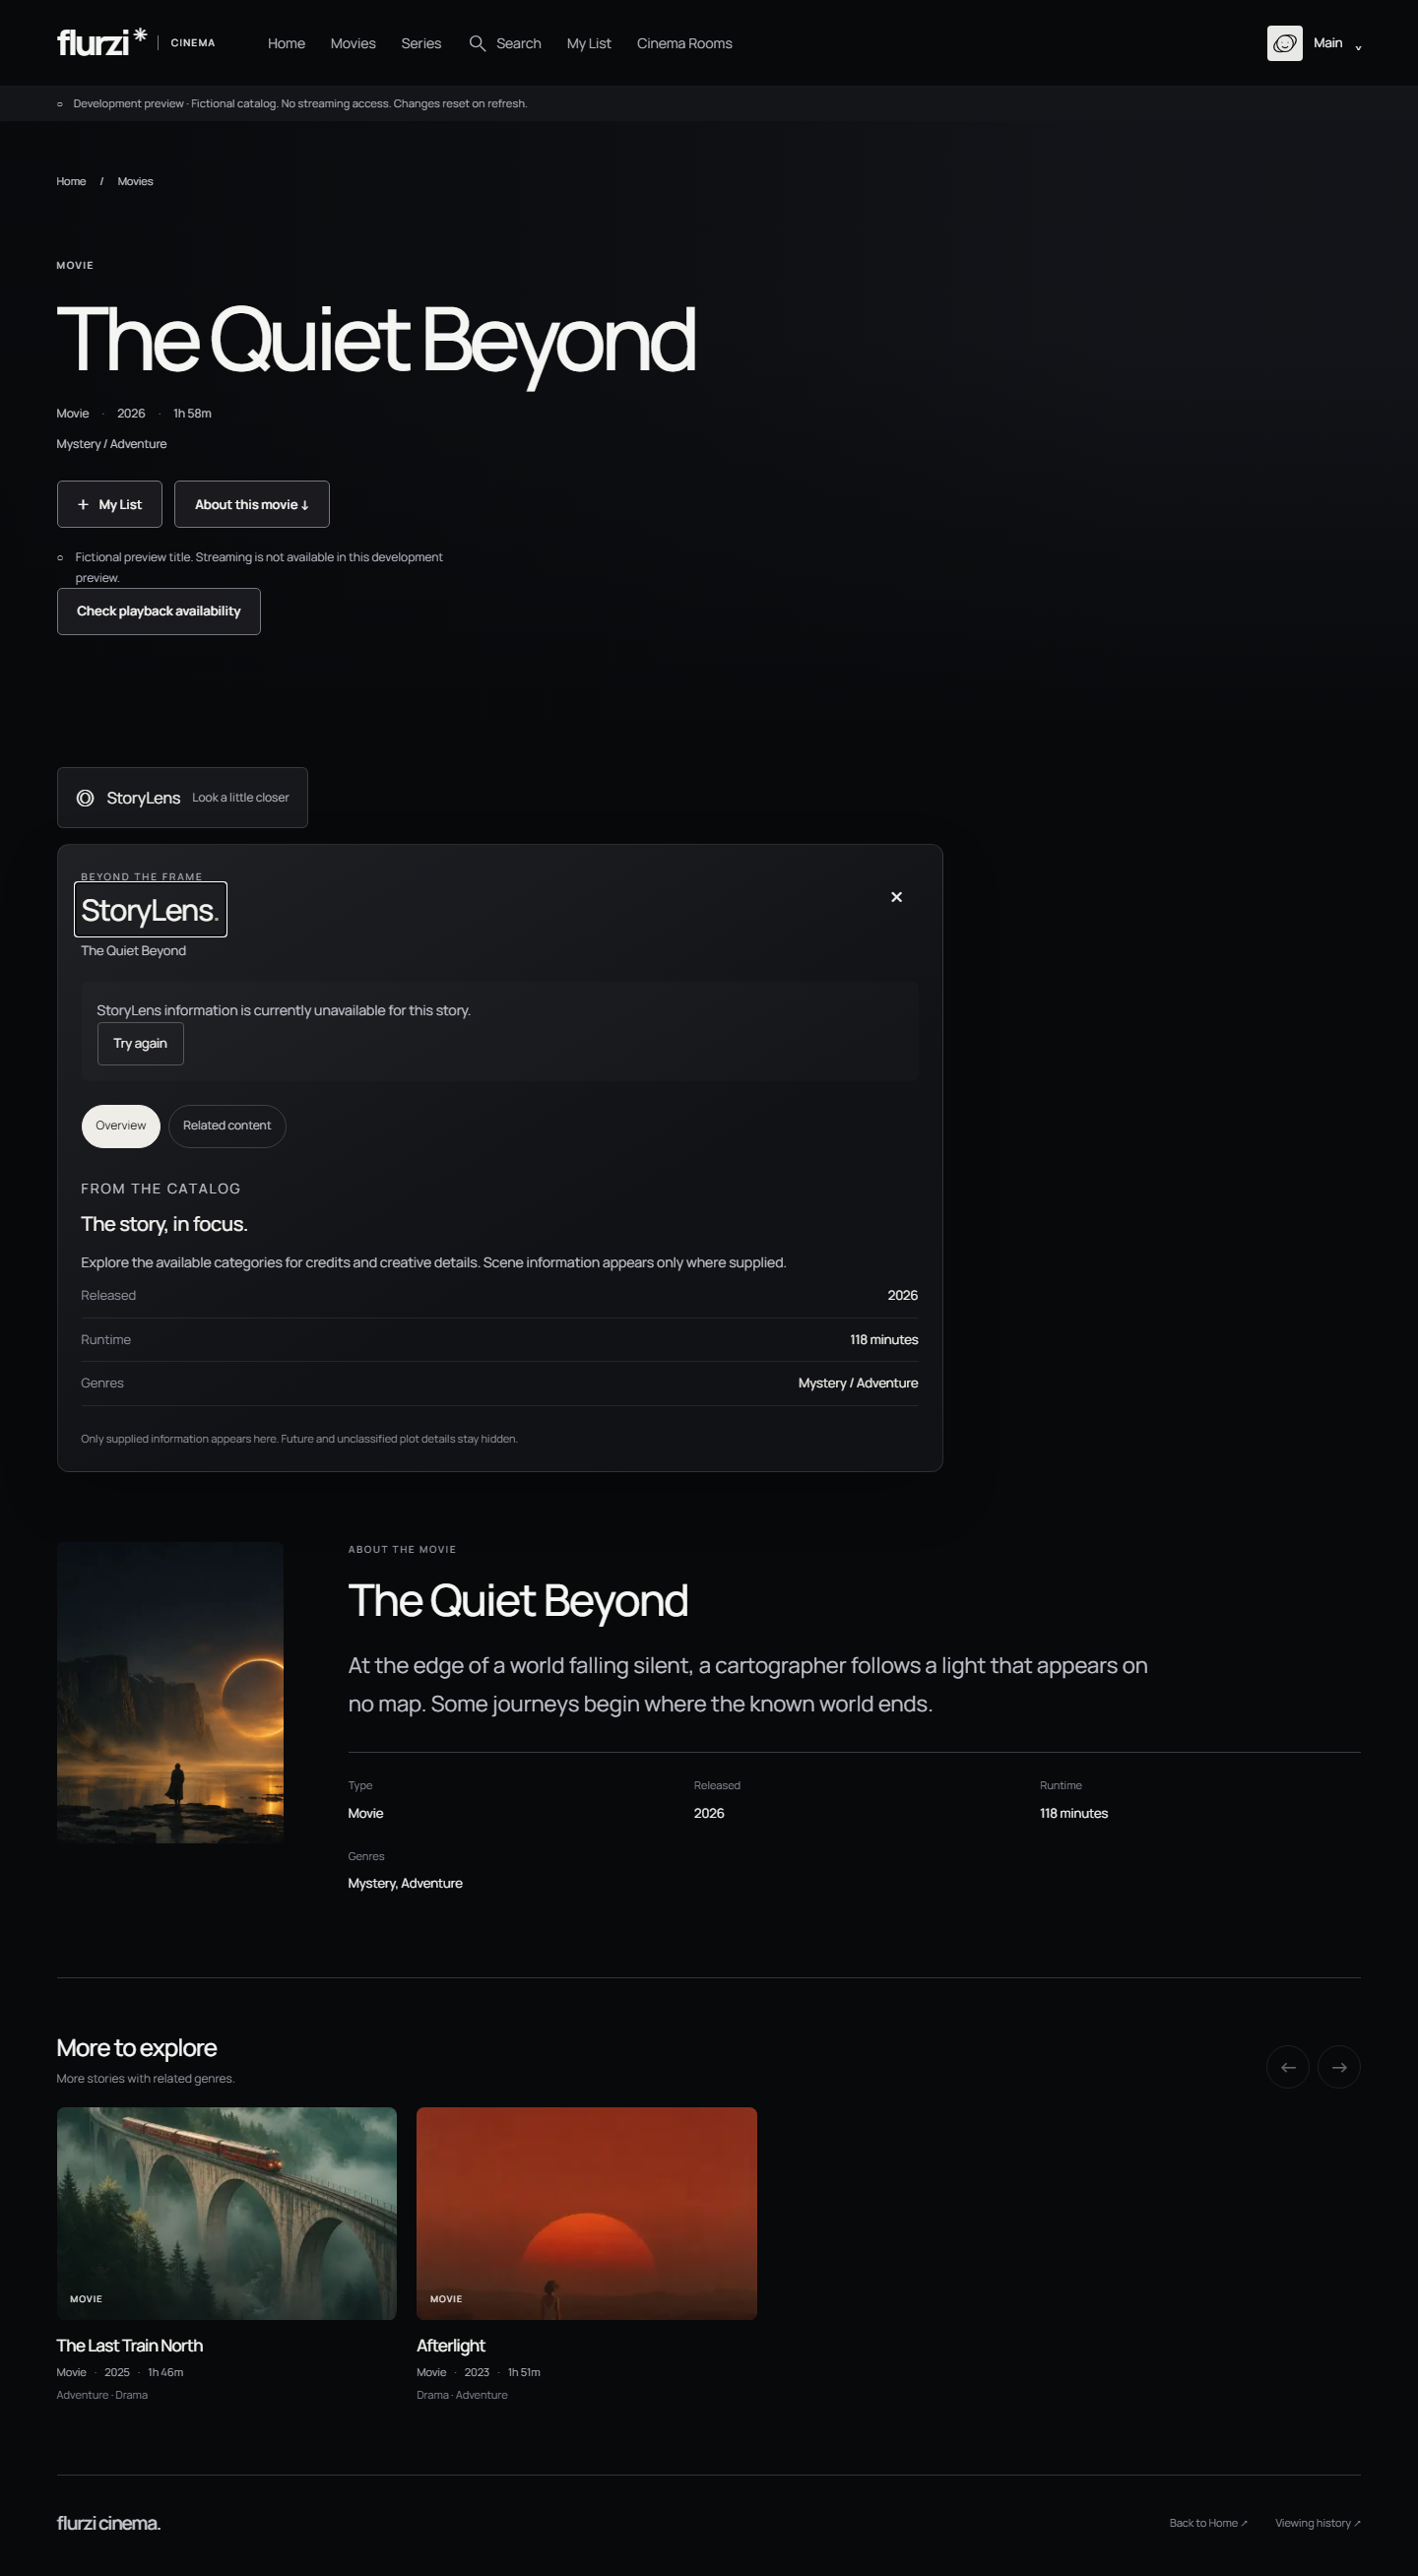 flurzi* CINEMA Home Movies Series Search My List Cinema Rooms Main
Development preview · Fictional catalog. No streaming access. Changes reset on refresh.
Home / Movies
MOVIE
The Quiet Beyond
Movie · 2026 · 1h 58m
Mystery / Adventure
+ My List About this movie ↓
Fictional preview title. Streaming is not available in this development
preview.
Check playback availability
StoryLens Look a little closer
BEYOND THE FRAME
StoryLens.
The Quiet Beyond
StoryLens information is currently unavailable for this story.
Try again
Overview Related content
FROM THE CATALOG
The story, in focus.
Explore the available categories for credits and creative details. Scene information appears only where supplied.
Released 2026
Runtime 118 minutes
Genres Mystery / Adventure
Only supplied information appears here. Future and unclassified plot details stay hidden.
ABOUT THE MOVIE
The Quiet Beyond
At the edge of a world falling silent, a cartographer follows a light that appears on
no map. Some journeys begin where the known world ends.
Type Released Runtime
Movie 2026 118 minutes
Genres
Mystery, Adventure
More to explore
More stories with related genres.
← →
MOVIE MOVIE
The Last Train North Afterlight
Movie · 2025 · 1h 46m Movie · 2023 · 1h 51m
Adventure · Drama Drama · Adventure
flurzi cinema. Back to Home ↗ Viewing history ↗